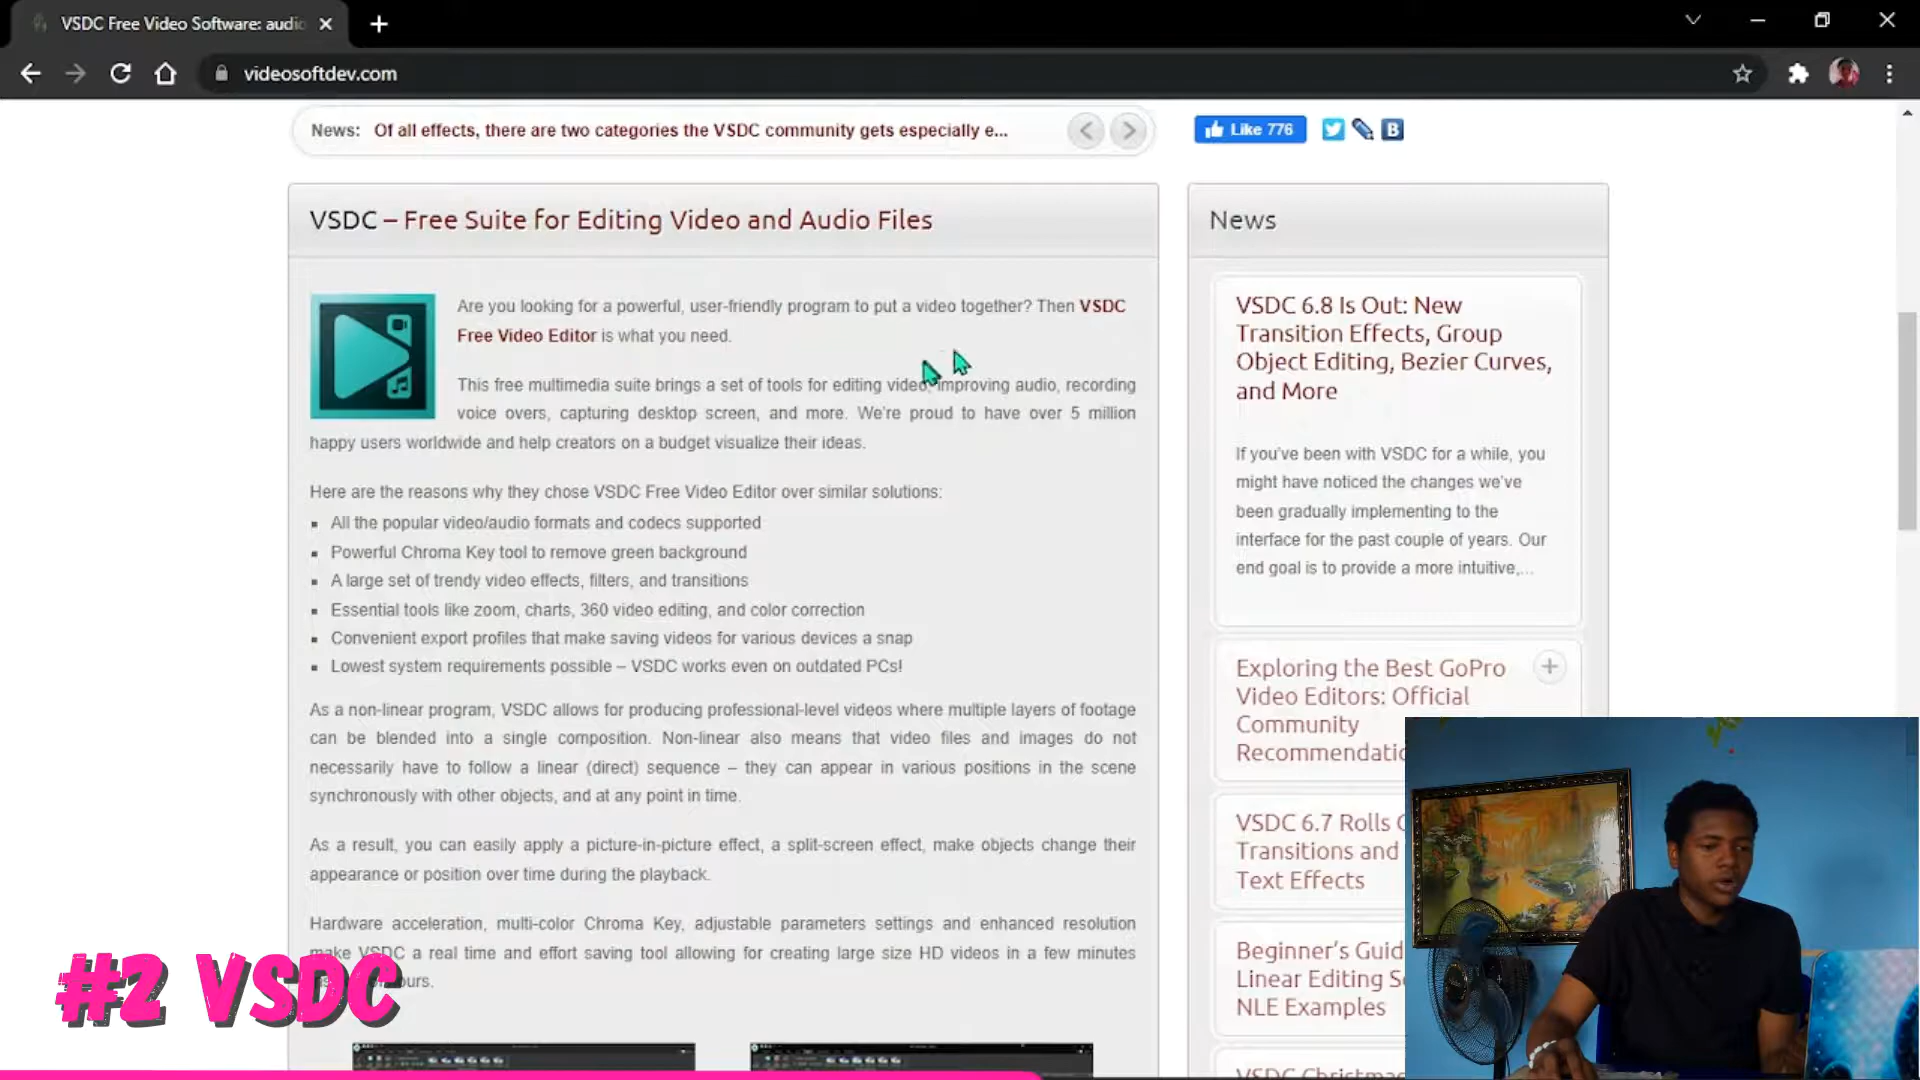 VSDC Free Video Software: audio
videosoftdev.com
News: Of all effects, there are two categories the VSDC community gets especially e...
Like 776
B
VSDC – Free Suite for Editing Video and Audio Files
Are you looking for a powerful, user-friendly program to put a video together? Then VSDC
Free Video Editor is what you need.
This free multimedia suite brings a set of tools for editing video, improving audio, recording
voice overs, capturing desktop screen, and more. We're proud to have over 5 million
happy users worldwide and help creators on a budget visualize their ideas.
Here are the reasons why they chose VSDC Free Video Editor over similar solutions:
All the popular video/audio formats and codecs supported
Powerful Chroma Key tool to remove green background
A large set of trendy video effects, filters, and transitions
Essential tools like zoom, charts, 360 video editing, and color correction
Convenient export profiles that make saving videos for various devices a snap
Lowest system requirements possible – VSDC works even on outdated PCs!
As a non-linear program, VSDC allows for producing professional-level videos where multiple layers of footage
can be blended into a single composition. Non-linear also means that video files and images do not
necessarily have to follow a linear (direct) sequence – they can appear in various positions in the scene
synchronously with other objects, and at any point in time.
As a result, you can easily apply a picture-in-picture effect, a split-screen effect, make objects change their
appearance or position over time during the playback.
Hardware acceleration, multi-color Chroma Key, adjustable parameters settings and enhanced resolution
make VSDC a real time and effort saving tool allowing for creating large size HD videos in a few minutes
#2 VSDC
News
VSDC 6.8 Is Out: New
Transition Effects, Group
Object Editing, Bezier Curves,
and More
If you've been with VSDC for a while, you
might have noticed the changes we've
been gradually implementing to the
interface for the past couple of years. Our
end goal is to provide a more intuitive,...
Exploring the Best GoPro
Video Editors: Official
Community
Recommendatio
VSDC 6.7 Rolls
Transitions and
Text Effects
Beginner's Guid
Linear Editing S
NLE Examples
VSDC Christmas